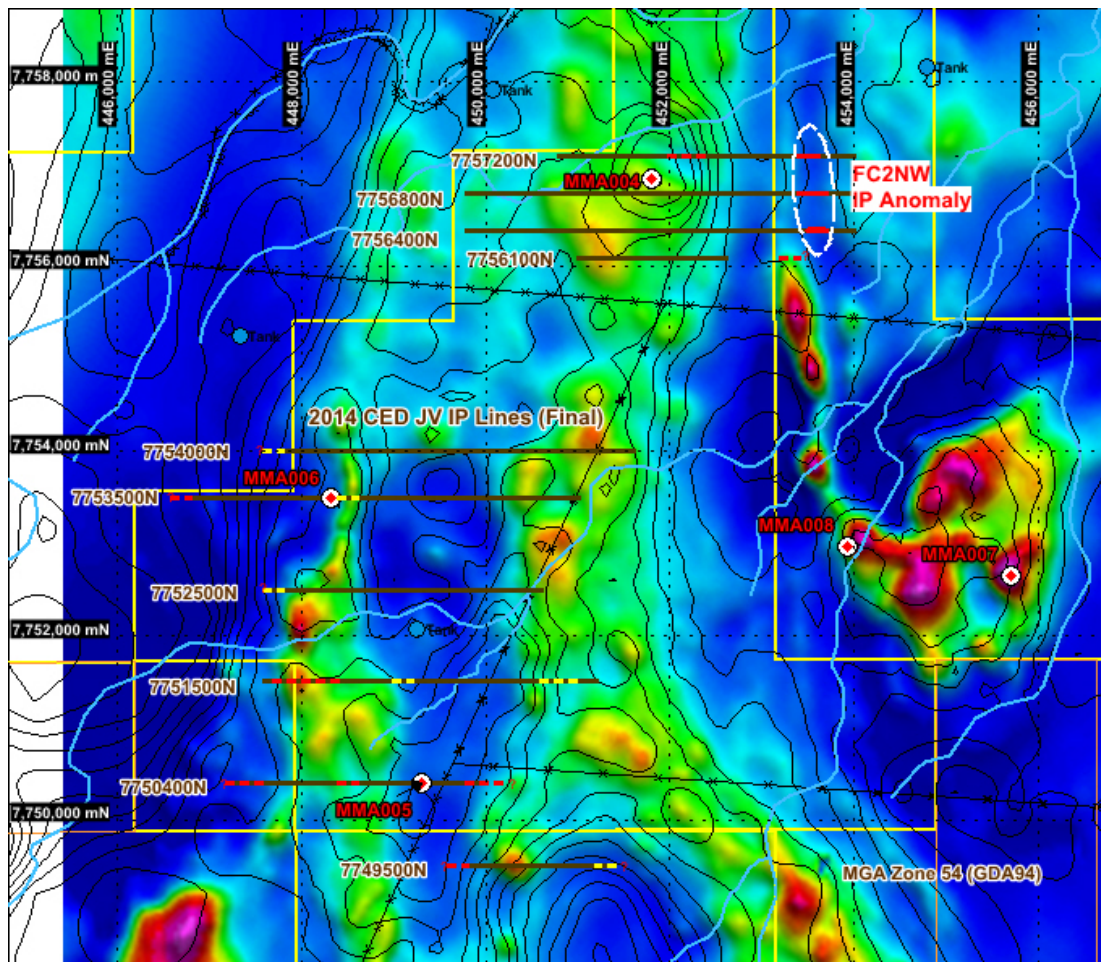 446,000 mE
448,000 mE
450,000 mE
452,000 mE
454,000 mE
456,000 mE
7,758,000 m
Tank
Tank
7757200N
MMA004
FC2NW
IP Anomaly
7756800N
7756400N
7756100N
7,756,000 mN
Tank
2014 CED JV IP Lines (Final)
7,754,000 mN
7754000N
MMA006
7753500N
MMA008
MMA007
7752500N
7,752,000 mN
Tank
7751500N
7750400N
MMA005
7,750,000 mN
7749500N
MGA Zone 54 (GDA94)